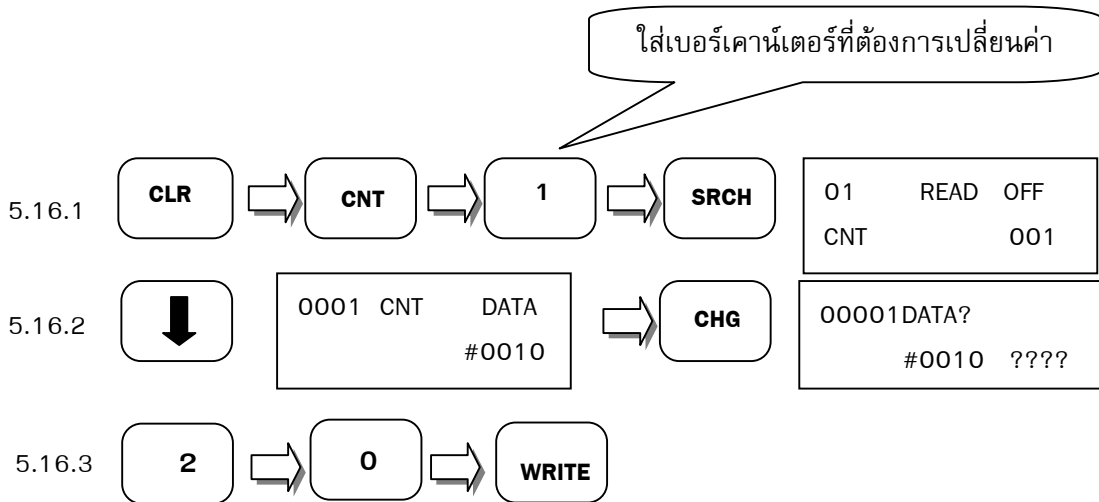 ใส่เบอร์เคาน์เตอร์ที่ต้องการเปลี่ยนค่า
5.16.1 CLR CNT 1 SRCH
01 READ OFF
CNT 001
5.16.2
0001 CNT DATA
#0010
CHG
00001DATA?
#0010 ????
5.16.3 2 0 WRITE